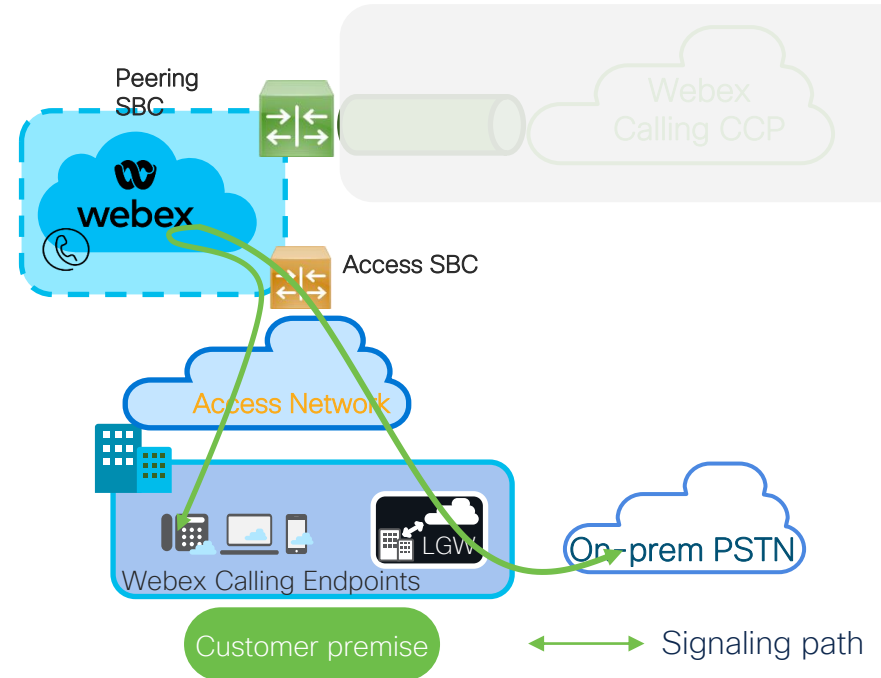 Peering
SBC
Webex
Calling CCP
webex
Access SBC
Access Network
LGW
On-prem PSTN
Webex Calling Endpoints
Customer premise
Signaling path